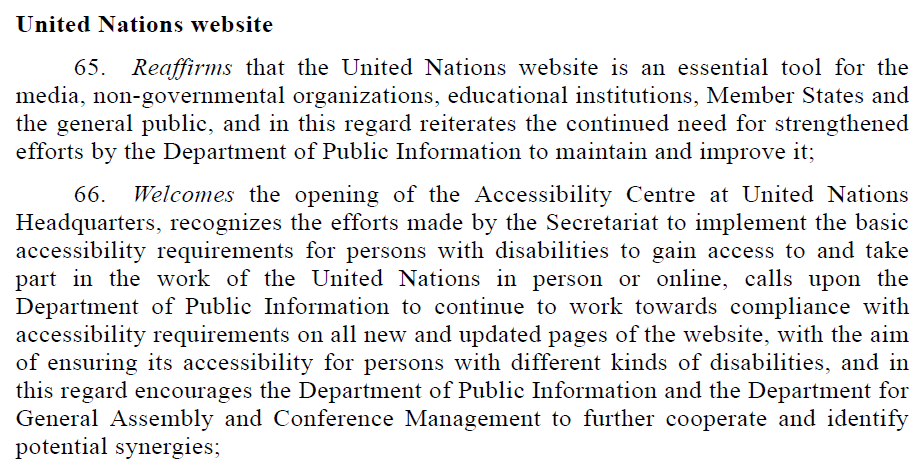 United Nations website
65. Reaffirms that the United Nations website is an essential tool for the
media, non-governmental organizations, educational institutions, Member States and
the general public, and in this regard reiterates the continued need for strengthened
efforts by the Department of Public Information to maintain and improve it;
66. Welcomes the opening of the Accessibility Centre at United Nations
Headquarters, recognizes the efforts made by the Secretariat to implement the basic
accessibility requirements for persons with disabilities to gain access to and take
part in the work of the United Nations in person or online, calls upon the
Department of Public Information to continue to work towards compliance with
accessibility requirements on all new and updated pages of the website, with the aim
of ensuring its accessibility for persons with different kinds of disabilities, and in
this regard encourages the Department of Public Information and the Department for
General Assembly and Conference Management to further cooperate and identify
potential synergies;